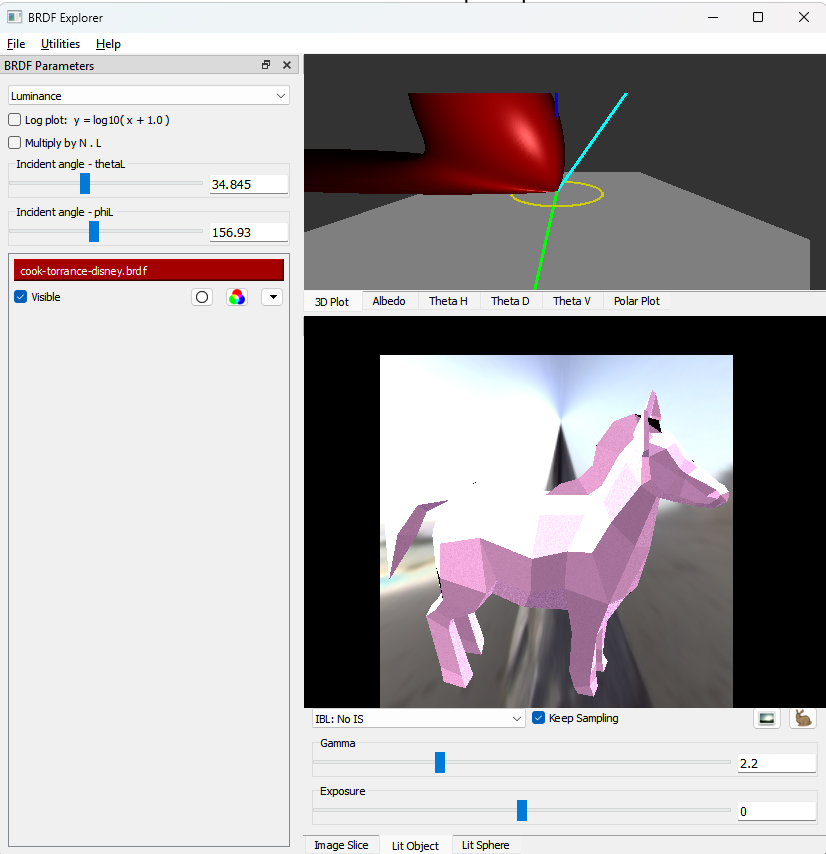 BRDF Explorer
File Utilities Help
BRDF Parameters
Luminance
Log plot: y = log10( x + 1.0 )
Multiply by N . L
Incident angle - thetaL
34.845
Incident angle - phiL
156.93
cook-torrance-disney.brdf
Visible
3D Plot Albedo Theta H Theta D Theta V Polar Plot
IBL: No IS
Keep Sampling
Gamma
2.2
Exposure
0
Image Slice Lit Object Lit Sphere